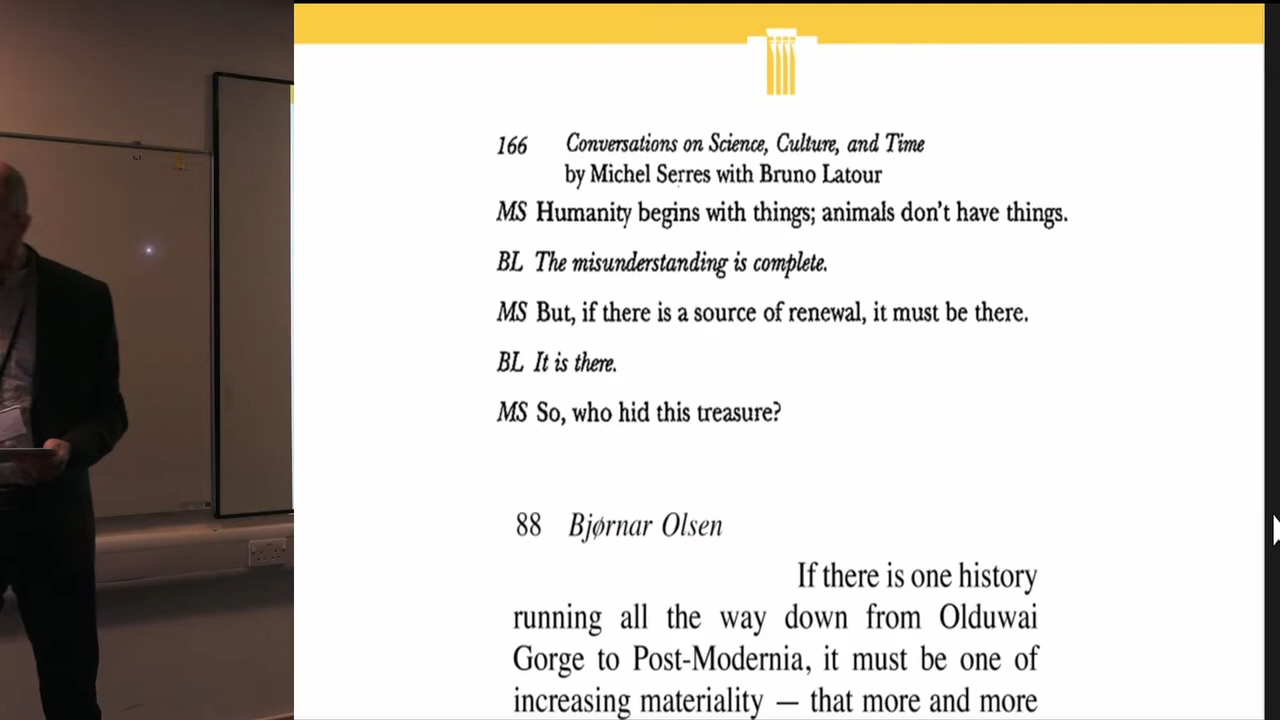 166 Conversations on Science, Culture, and Time
by Michel Serres with Bruno Latour
MS Humanity begins with things; animals don't have things.
BL The misunderstanding is complete.
MS But, if there is a source of renewal, it must be there.
BL It is there.
MS So, who hid this treasure?
88 Bjørnar Olsen
If there is one history
running all the way down from Olduwai
Gorge to Post-Modernia, it must be one of
increasing materiality — that more and more